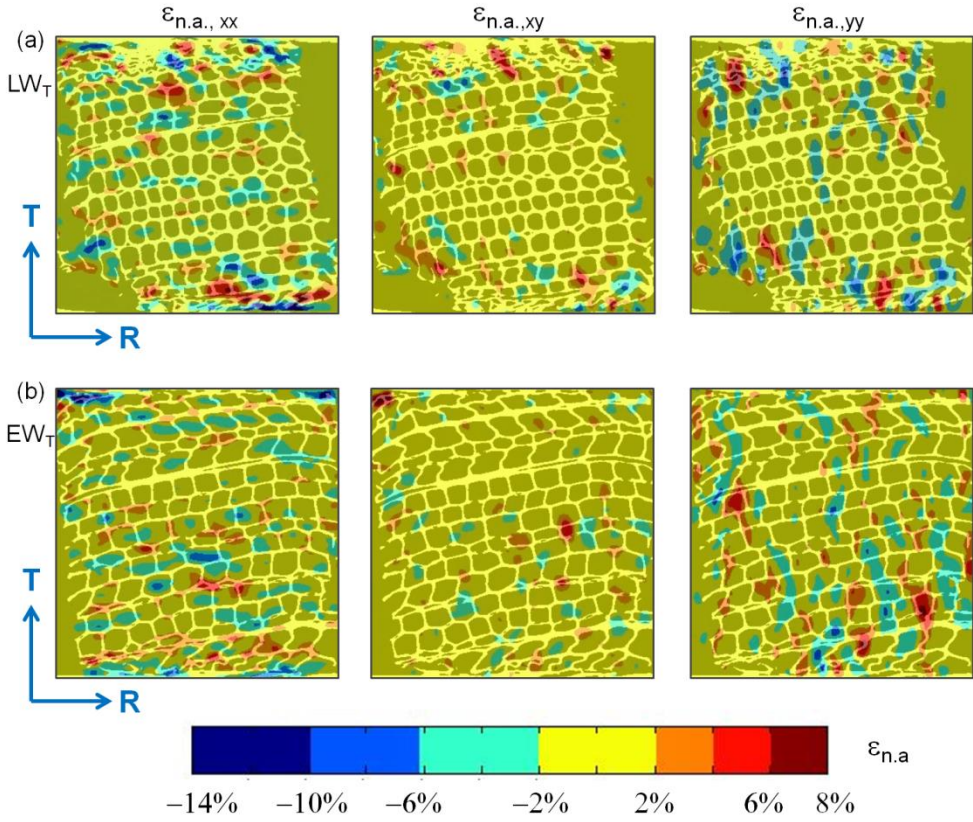 εn.a., xx
εn.a.,xy
εn.a.,yy
(a)
LWT
T
R
(b)
EWT
T
R
εn.a
–14%
–10%
–6%
–2%
2%
6%
8%